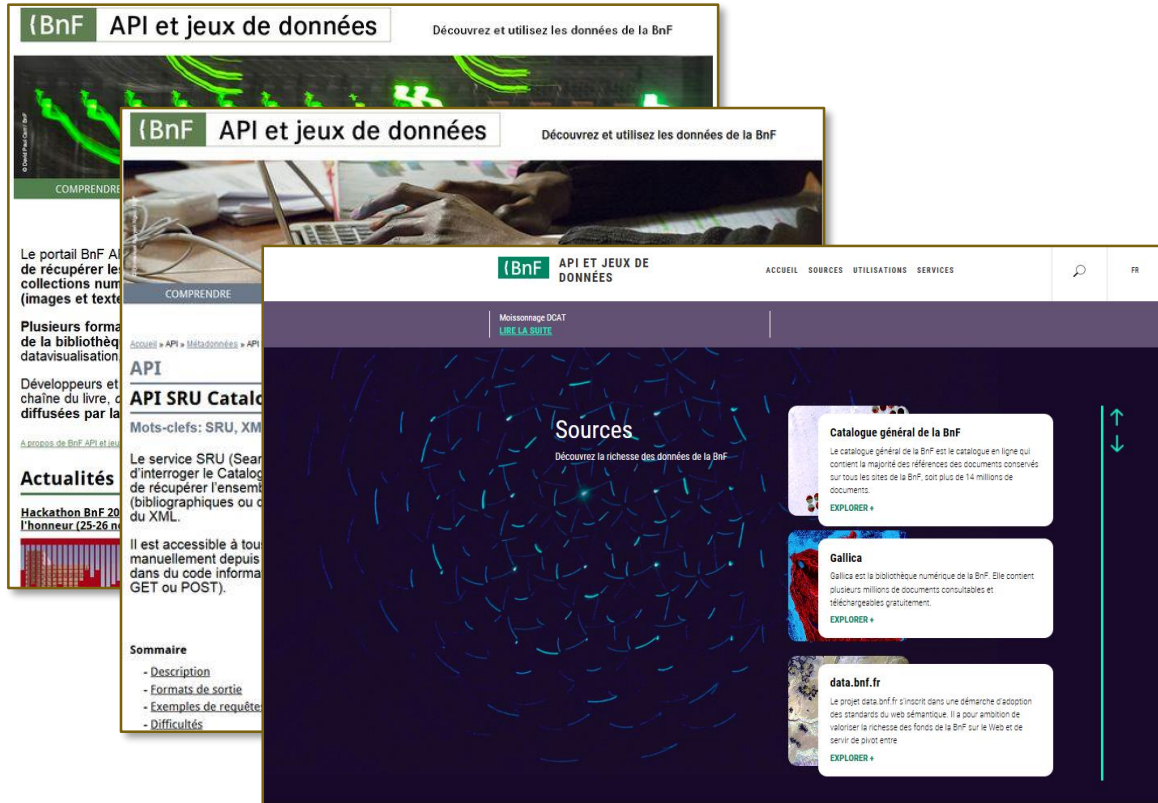 (BnF API et jeux de données
Découvrez et utilisez les données de la BnF
COMPRENDRE
Le portail BnF
de récupérer les
collections num
(images et texte
Plusieurs forma
de la bibliothèq
datavisualisation
Développeurs et
chaîne du livre,
diffusées par la
A propos de BnF API et jeu
Actualités
Hackathon BnF 20
l'honneur (25-26 n
(BnF API et jeux de données
Découvrez et utilisez les données de la BnF
COMPRENDRE
Accueil » API » Métadonnées » API
API
API SRU Catalo
Mots-clefs: SRU, XM
Le service SRU (Sear
d'interroger le Catalog
de récupérer l'ensemb
(bibliographiques ou d
du XML.
Il est accessible à tou
manuellement depuis
dans du code informa
GET ou POST).
Sommaire
- Description
- Formats de sortie
- Exemples de requêtes
- Difficultés
(BnF API ET JEUX DE
DONNÉES
ACCUEIL SOURCES UTILISATIONS SERVICES
FR
Moissonnage DCAT
LIRE LA SUITE
Sources
Découvrez la richesse des données de la BnF
Catalogue général de la BnF
Le catalogue général de la BnF est le catalogue en ligne qui
contient la majorité des références des documents conservés
sur tous les sites de la BnF, soit plus de 14 millions de
documents.
EXPLORER +
Gallica
Gallica est la bibliothèque numérique de la BnF. Elle contient
plusieurs millions de documents consultables et
téléchargeables gratuitement.
EXPLORER +
data.bnf.fr
Le projet data.bnf.fr s'inscrit dans une démarche d'adoption
des standards du web sémantique. Il a pour ambition de
valoriser la richesse des fonds de la BnF sur le Web et de
servir de pivot entre
EXPLORER +